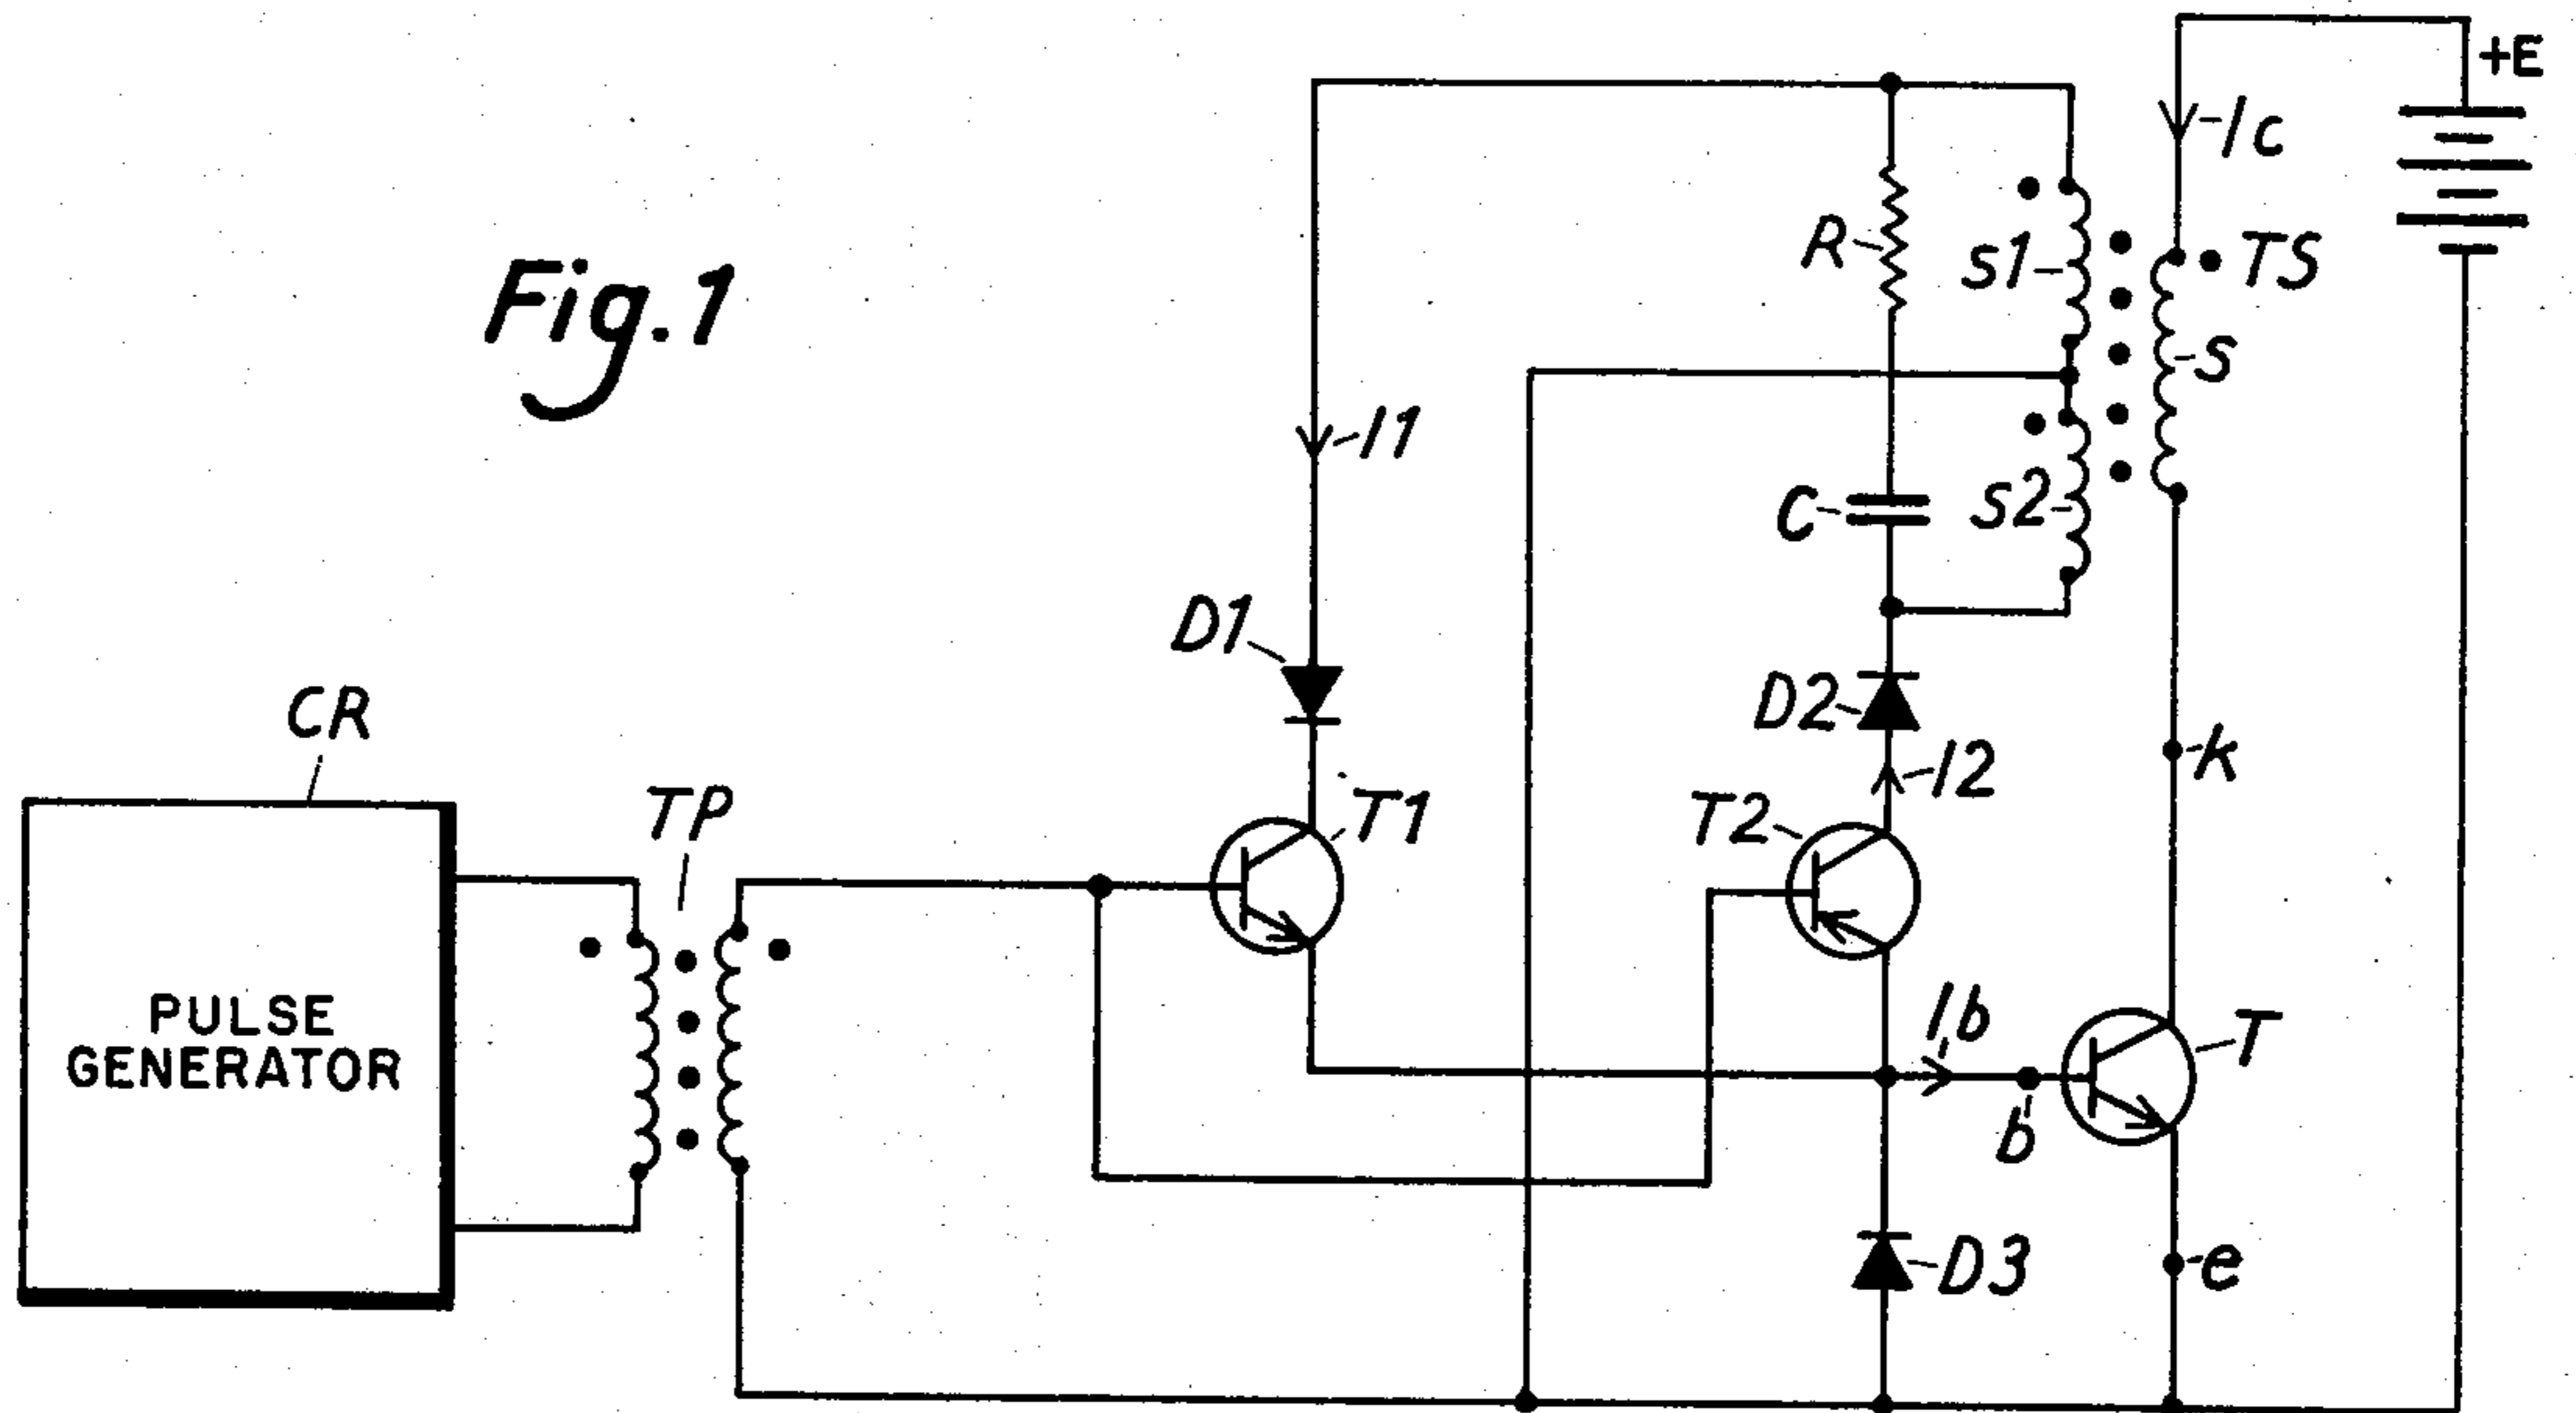 +E
Ic
Fig.1
R
s1
TS
s
I1
C
s2
D1
D2
CR
k
I2
TP
T1
T2
PULSE
GENERATOR
Ib
T
b
D3
e